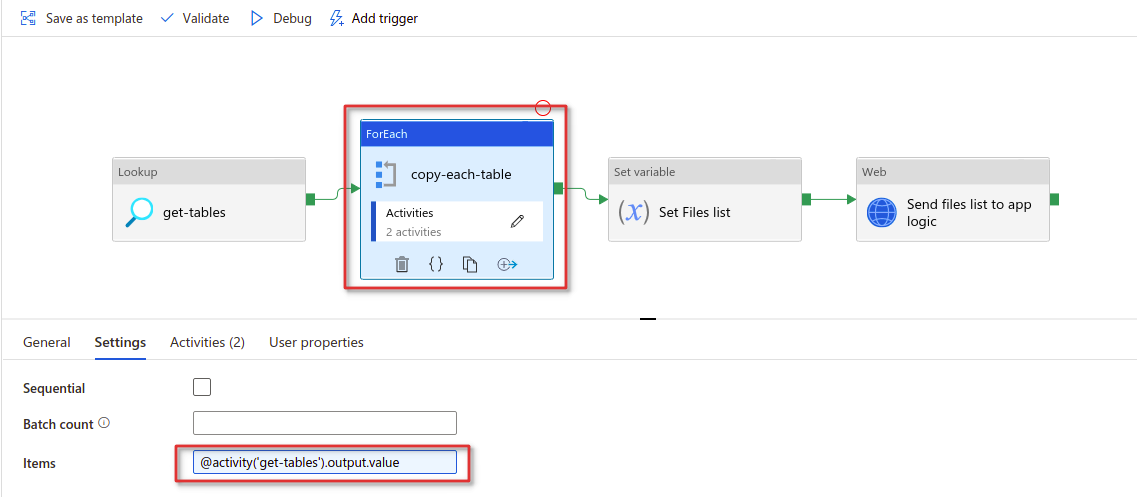 Save as template Validate Debug Add trigger
ForEach
Lookup
get-tables
copy-each-table
Activities
2 activities
{}
Set variable
(x) Set Files list
Web
Send files list to app
logic
General Settings Activities (2) User properties
Sequential
Batch count
Items @activity('get-tables').output.value